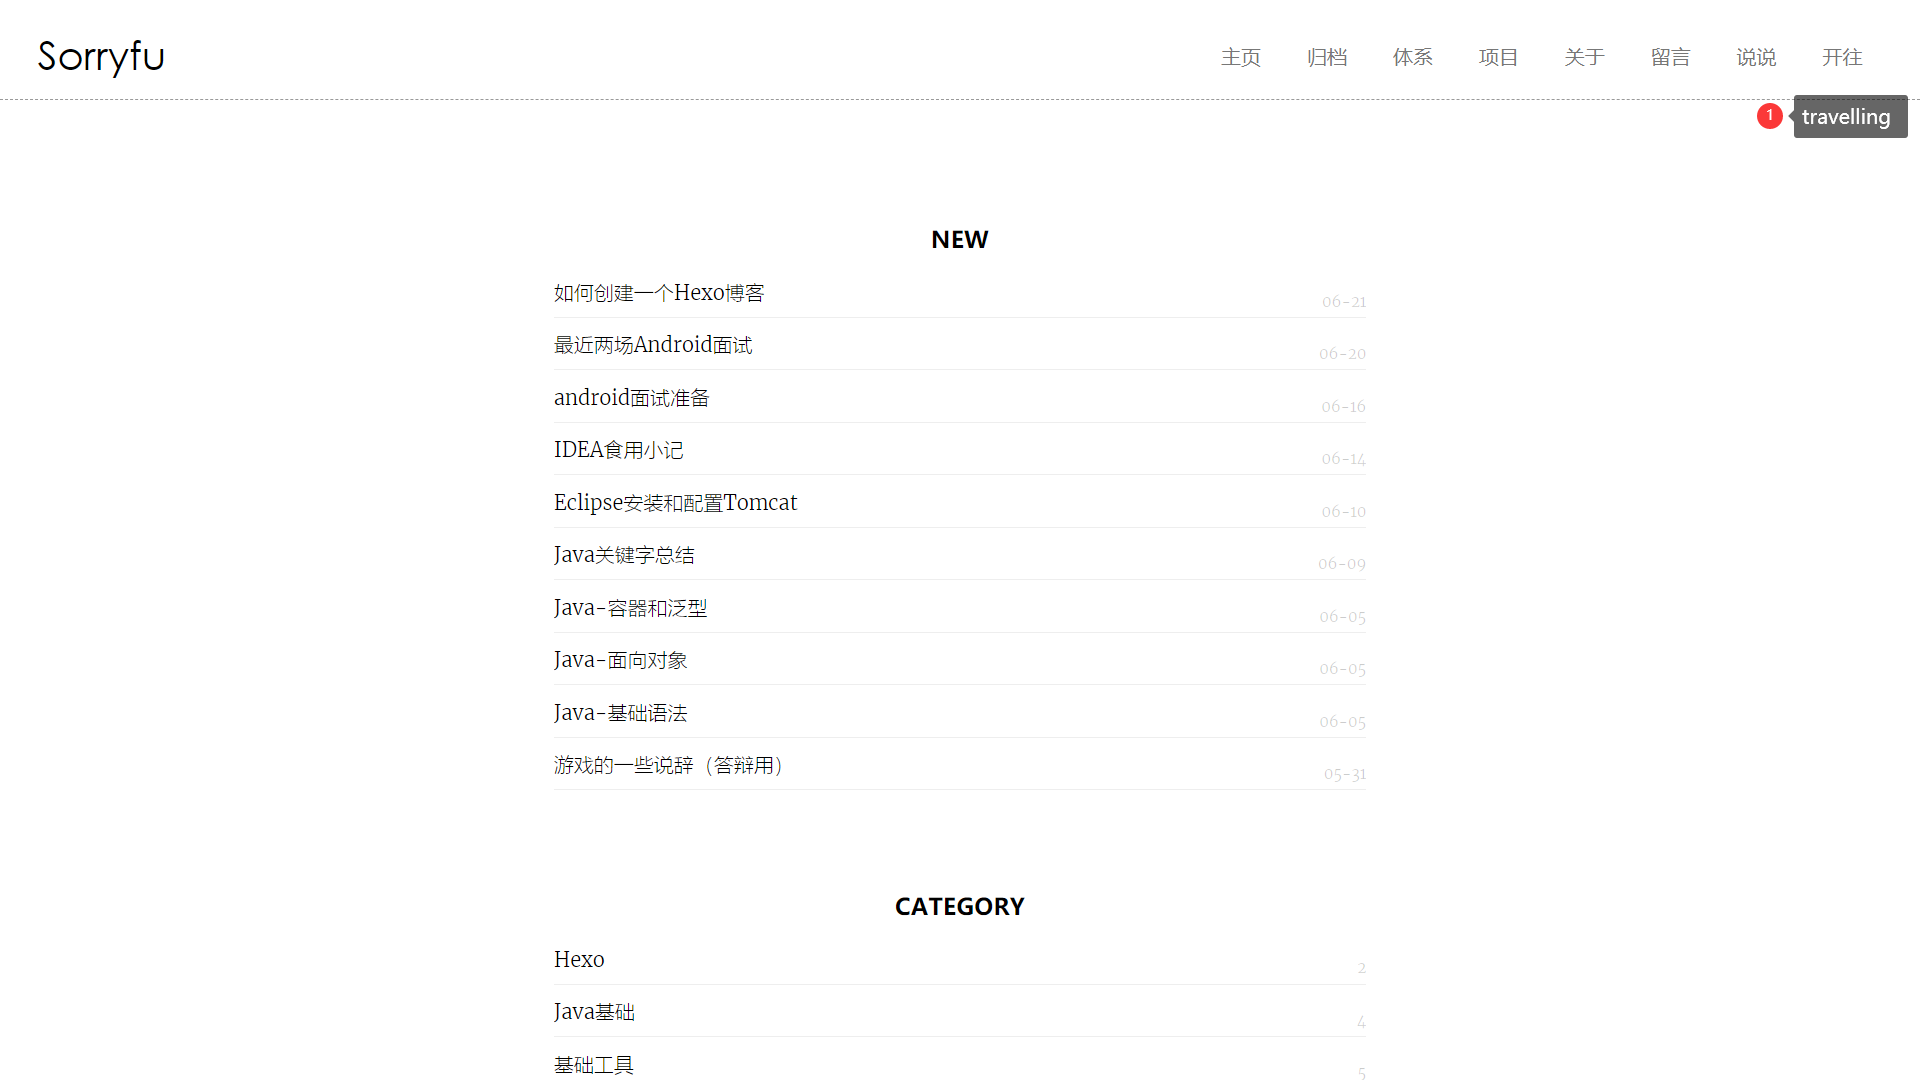 Sorryfu
主页 归档 体系 项目 关于 留言 说说 开往
1 travelling
NEW
如何创建一个Hexo博客 06-21
最近两场Android面试 06-20
android面试准备 06-16
IDEA食用小记 06-14
Eclipse安装和配置Tomcat 06-10
Java关键字总结 06-09
Java-容器和泛型 06-05
Java-面向对象 06-05
Java-基础语法 06-05
游戏的一些说辞（答辩用） 05-31
CATEGORY
Hexo 2
Java基础 4
基础工具 5